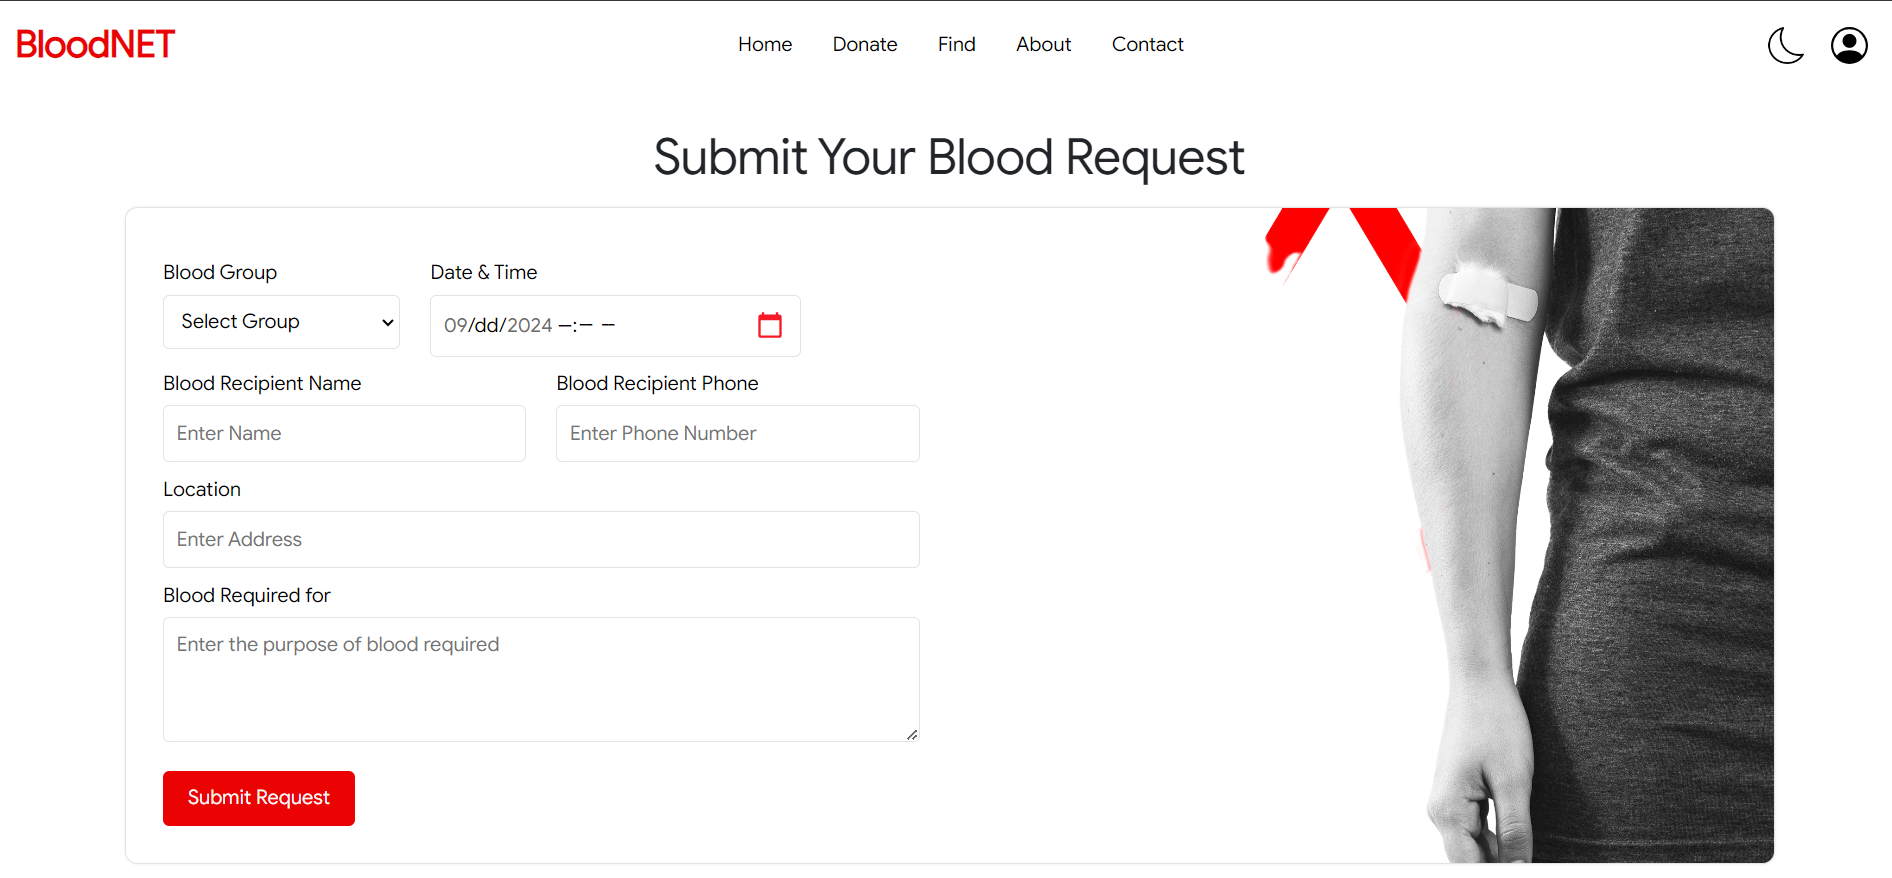 BloodNET
Home Donate Find About Contact
Submit Your Blood Request
Blood Group Date & Time
Select Group 09/dd/2024 --:-- --
Blood Recipient Name Blood Recipient Phone
Enter Name Enter Phone Number
Location
Enter Address
Blood Required for
Enter the purpose of blood required
Submit Request